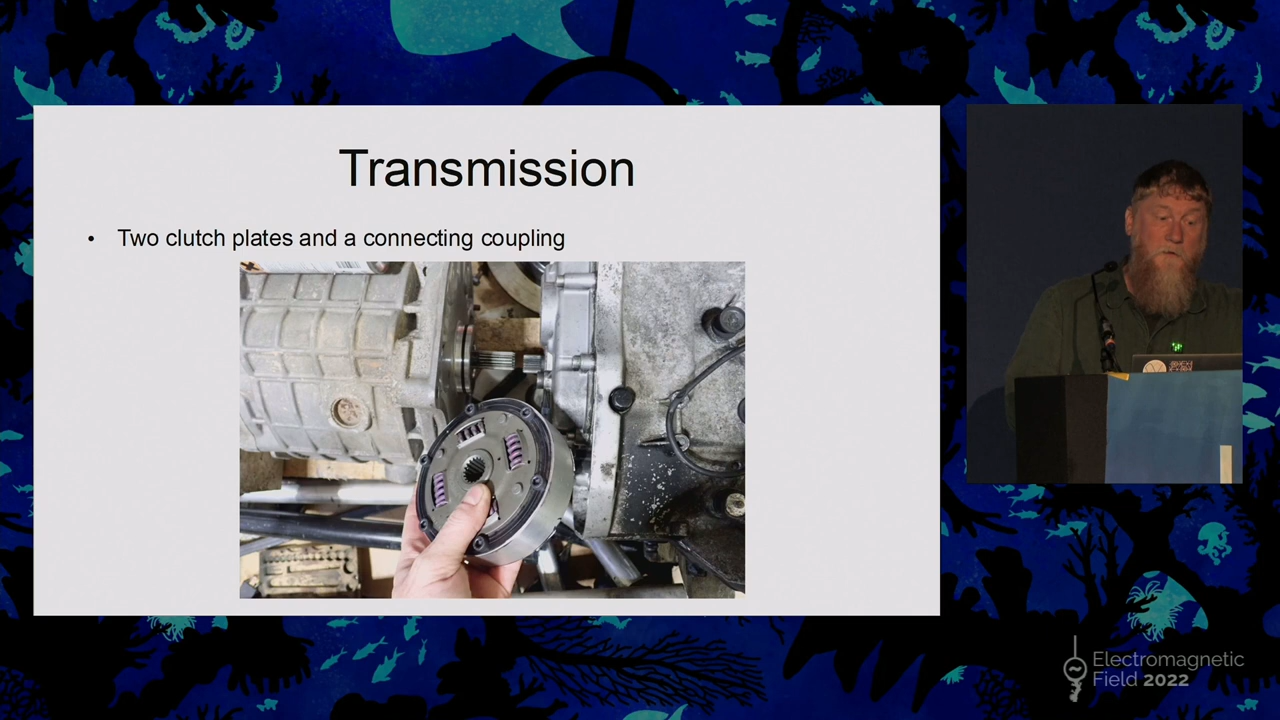 Transmission
• Two clutch plates and a connecting coupling
Electromagnetic
Field 2022